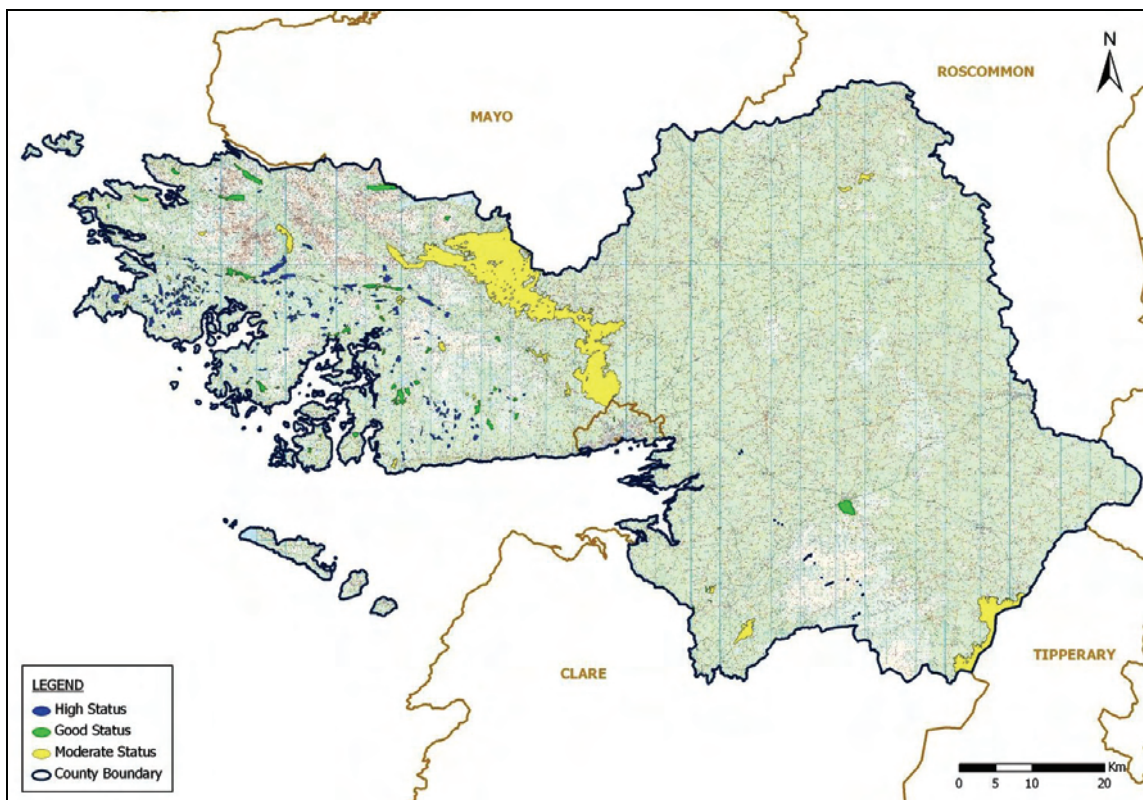 N
ROSCOMMON
MAYO
CLARE
TIPPERARY
LEGEND
High Status
Good Status
Moderate Status
County Boundary
Km
0 5 10 20